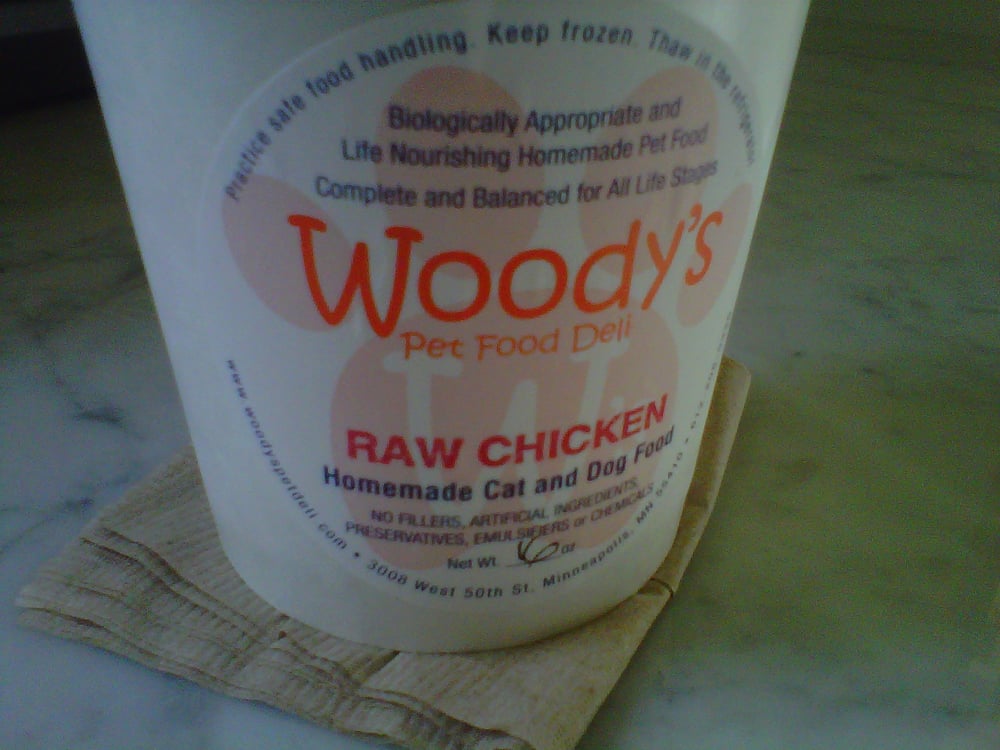 Practice safe food handling. Keep frozen. Thaw in the refrigerator
Biologically Appropriate and
Life Nourishing Homemade Pet Food
Complete and Balanced for All Life Stages
Woody's
Pet Food Deli
RAW CHICKEN
Homemade Cat and Dog Food
NO FILLERS, ARTIFICIAL INGREDIENTS,
PRESERVATIVES, EMULSIFIERS or CHEMICALS
Net Wt. 16 oz
www.woodyspetdeli.com • 3008 West 50th St. Minneapolis, MN 55410 • 612